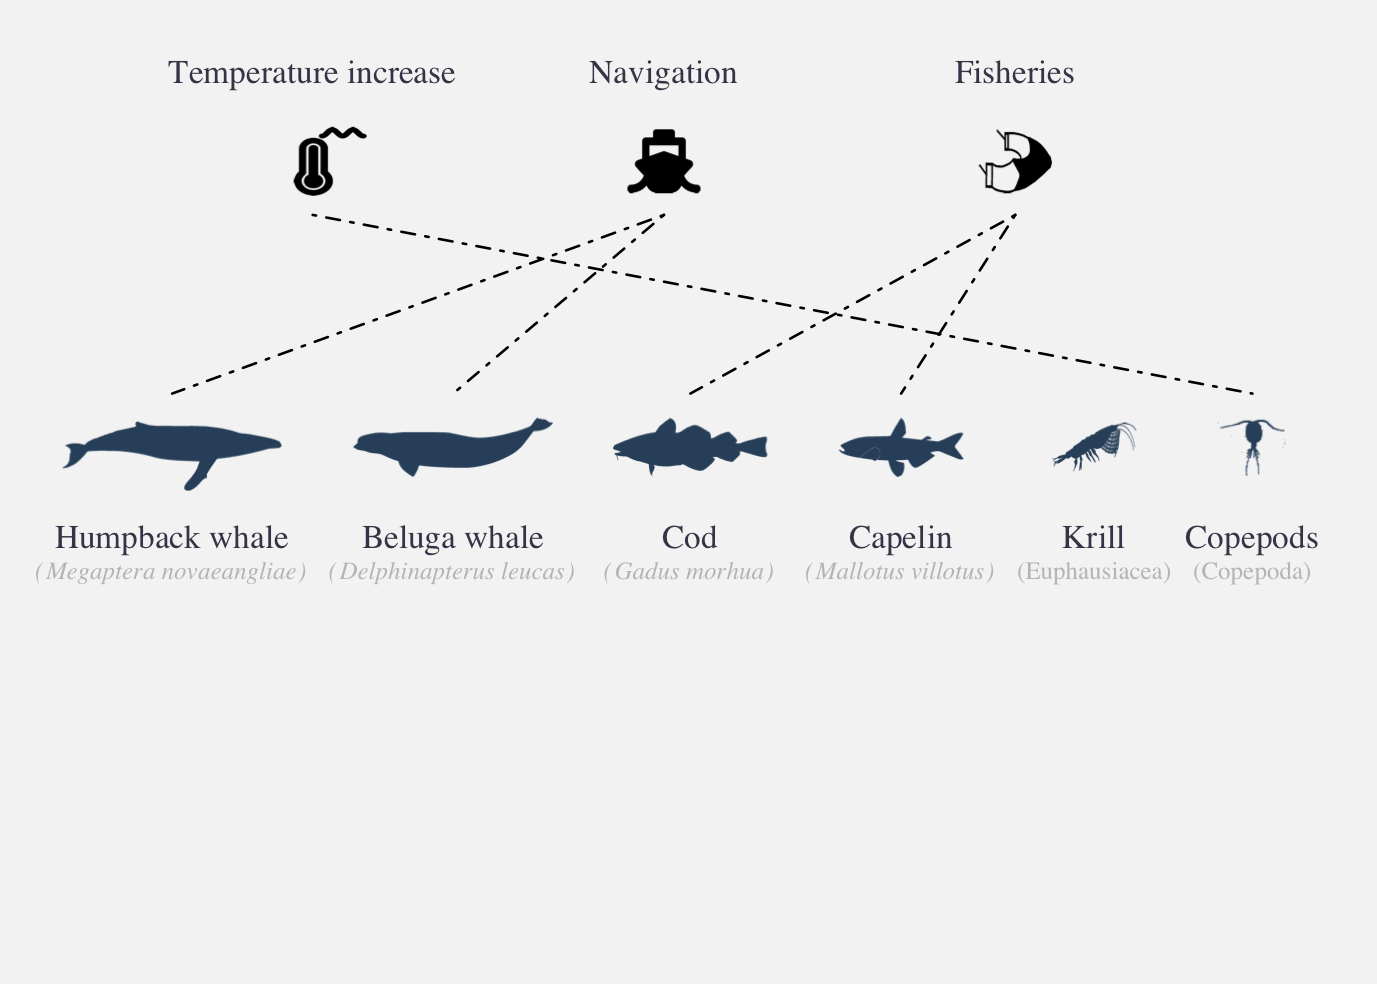 Temperature increase Navigation Fisheries
Humpback whale Beluga whale Cod Capelin Krill Copepods
(Megaptera novaeangliae) (Delphinapterus leucas) (Gadus morhua) (Mallotus villotus) (Euphausiacea) (Copepoda)